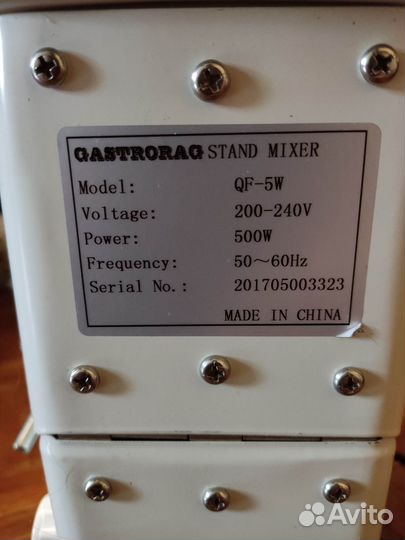 GASTRORAG STAND MIXER
Model: QF-5W
Voltage: 200-240V
Power: 500W
Frequency: 50~60Hz
Serial No.: 201705003323
MADE IN CHINA
Avito